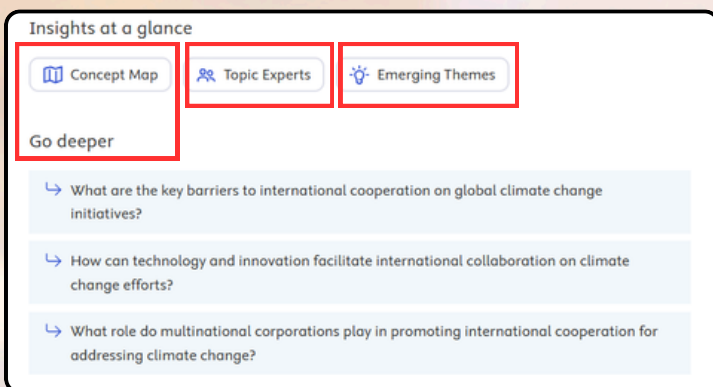 Insights at a glance
Concept Map Topic Experts Emerging Themes
Go deeper
What are the key barriers to international cooperation on global climate change
initiatives?
How can technology and innovation facilitate international collaboration on climate
change efforts?
What role do multinational corporations play in promoting international cooperation for
addressing climate change?